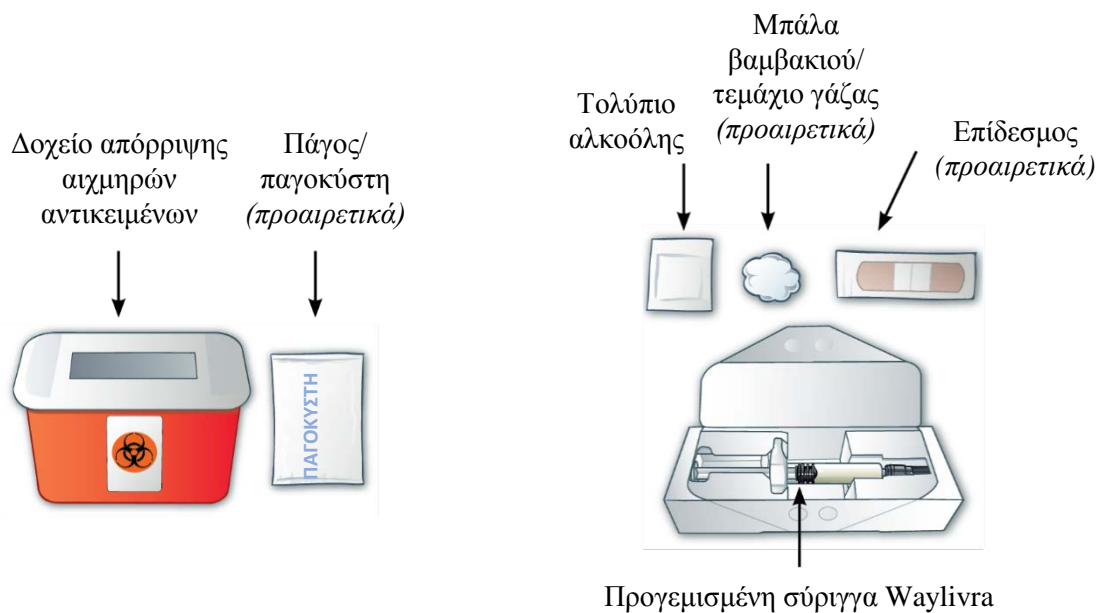 Δοχείο απόρριψης
αιχμηρών
αντικειμένων
Πάγος/
παγοκύστη
(προαιρετικά)
Τολύπιο
αλκοόλης
Μπάλα
βαμβακιού/
τεμάχιο γάζας
(προαιρετικά)
Επίδεσμος
(προαιρετικά)
ΠΑΓΟΚΥΣΤΗ
Προγεμισμένη σύριγγα Waylivra